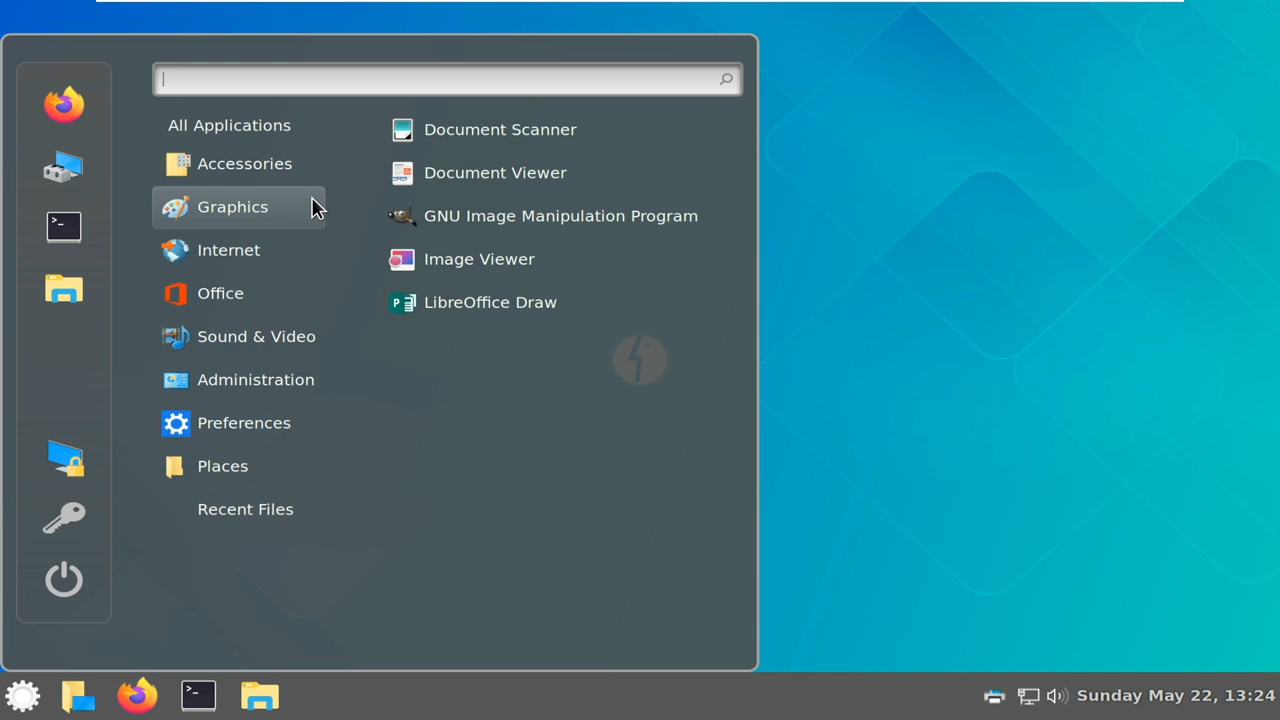 All Applications
Accessories
Graphics
Internet
Office
Sound & Video
Administration
Preferences
Places
Recent Files
Document Scanner
Document Viewer
GNU Image Manipulation Program
Image Viewer
LibreOffice Draw
Sunday May 22, 13:24